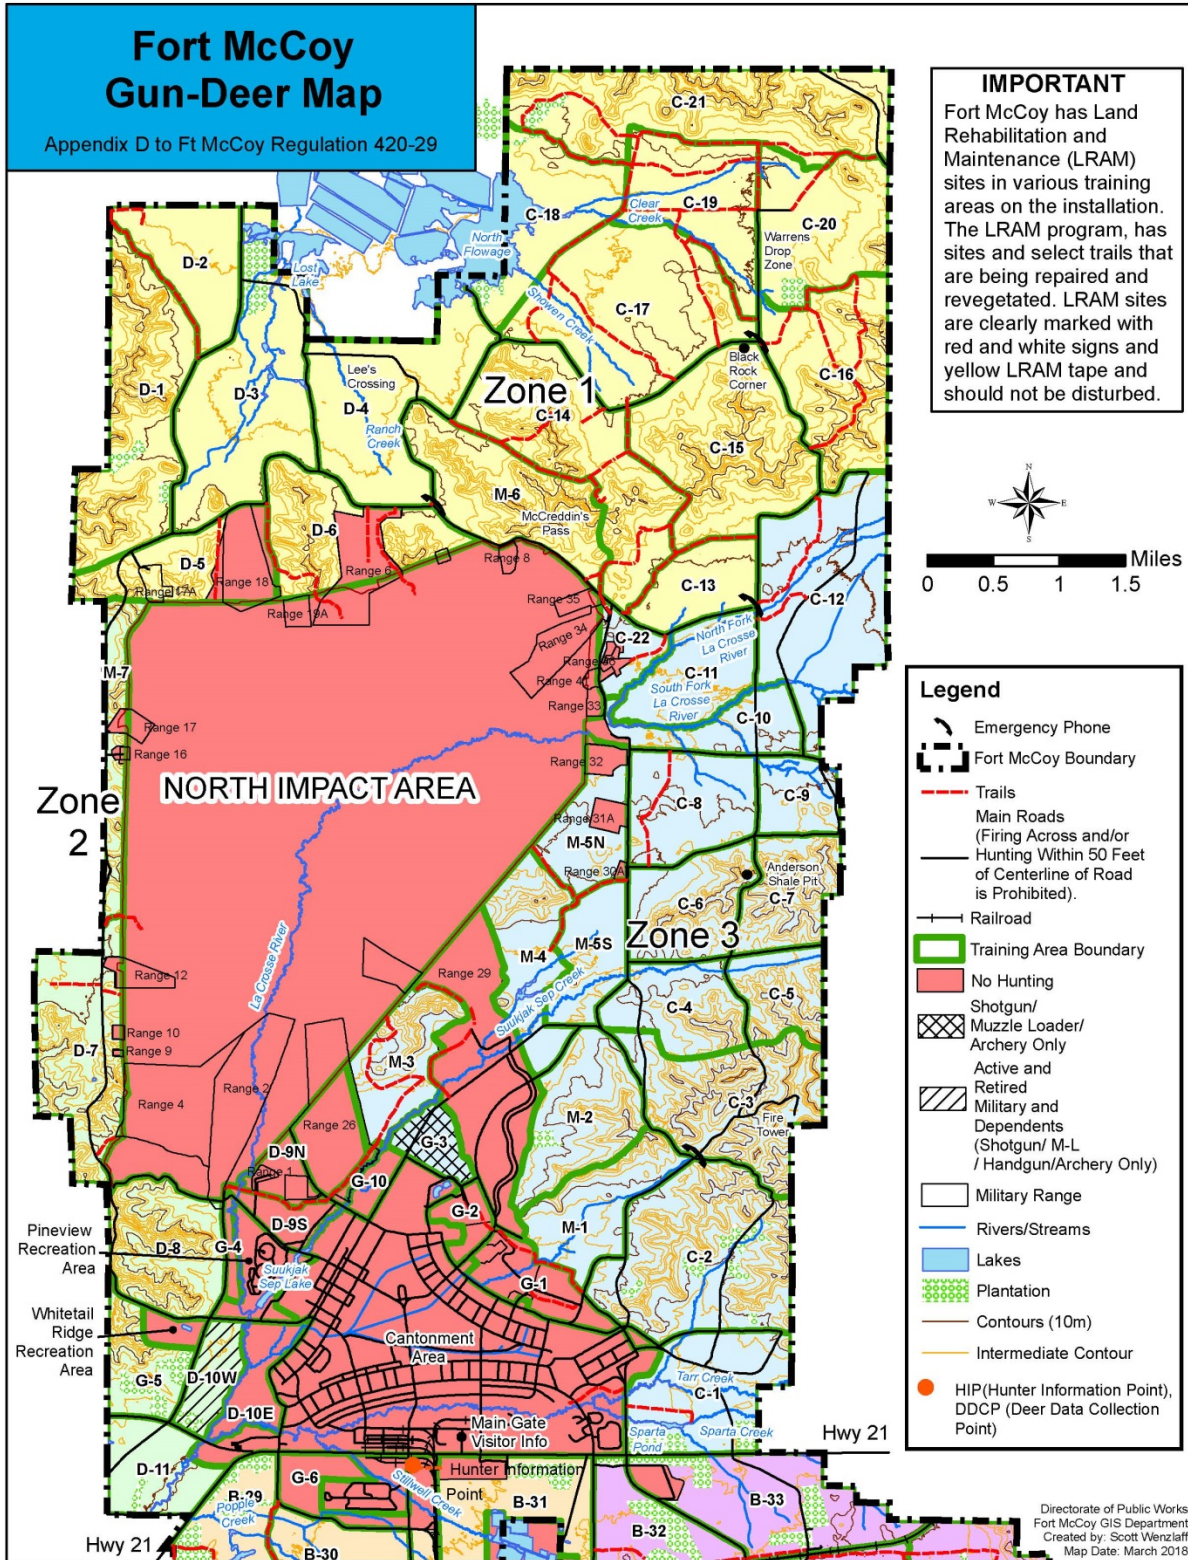 Fort McCoy
Gun-Deer Map
Appendix D to Ft McCoy Regulation 420-29
IMPORTANT
Fort McCoy has Land
Rehabilitation and
Maintenance (LRAM)
sites in various training
areas on the installation.
The LRAM program, has
sites and select trails that
are being repaired and
revegetated. LRAM sites
are clearly marked with
red and white signs and
yellow LRAM tape and
should not be disturbed.
C-21
C-18
Clear
Creek
C-19
C-20
North
Flowage
Warrens
Drop
Zone
D-2
Lost
Lake
Showen Creek
C-17
Black
Rock
Corner
C-16
D-1
D-3
Lee's
Crossing
D-4
Ranch
Creek
Zone 1
C-14
C-15
M-6
McCreddin's
Pass
D-6
D-5
Range 18
Range 6
Range 8
Range 17A
Range 19A
C-13
Range 35
Range 34
C-22
North Fork
La Crosse
River
C-12
Range 41
Range 33
C-11
South Fork
La Crosse
River
C-10
M-7
Range 17
Range 16
Range 32
NORTH IMPACT AREA
Zone
2
C-8
C-9
Range 31A
M-5N
Range 30A
Anderson
Shale Pit
C-6
C-7
Zone 3
M-5S
M-4
La Crosse River
Range 12
Range 29
Suukjak Sep Creek
C-4
C-5
Range 10
Range 9
D-7
M-3
Range 2
Range 4
Range 26
M-2
C-3
Fire
Tower
G-3
D-9N
Range 1
G-10
G-2
D-9S
M-1
Pineview
Recreation
Area
D-8
G-4
Suukjak
Sep Lake
C-2
G-1
Whitetail
Ridge
Recreation
Area
Cantonment
Area
G-5
D-10W
D-10E
Tarr Creek
C-1
Main Gate
Visitor Info
Sparta
Pond
Sparta Creek
Hwy 21
D-11
G-6
Hunter Information
Point
Stillwell Creek
B-29
Popple
Creek
B-31
B-33
B-32
Hwy 21
B-30
N
W
E
S
Miles
0 0.5 1 1.5
Legend
Emergency Phone
Fort McCoy Boundary
Trails
Main Roads
(Firing Across and/or
Hunting Within 50 Feet
of Centerline of Road
is Prohibited).
Railroad
Training Area Boundary
No Hunting
Shotgun/
Muzzle Loader/
Archery Only
Active and
Retired
Military and
Dependents
(Shotgun/ M-L
/ Handgun/Archery Only)
Military Range
Rivers/Streams
Lakes
Plantation
Contours (10m)
Intermediate Contour
HIP(Hunter Information Point),
DDCP (Deer Data Collection
Point)
Directorate of Public Works
Fort McCoy GIS Department
Created by: Scott Wenzlaff
Map Date: March 2018